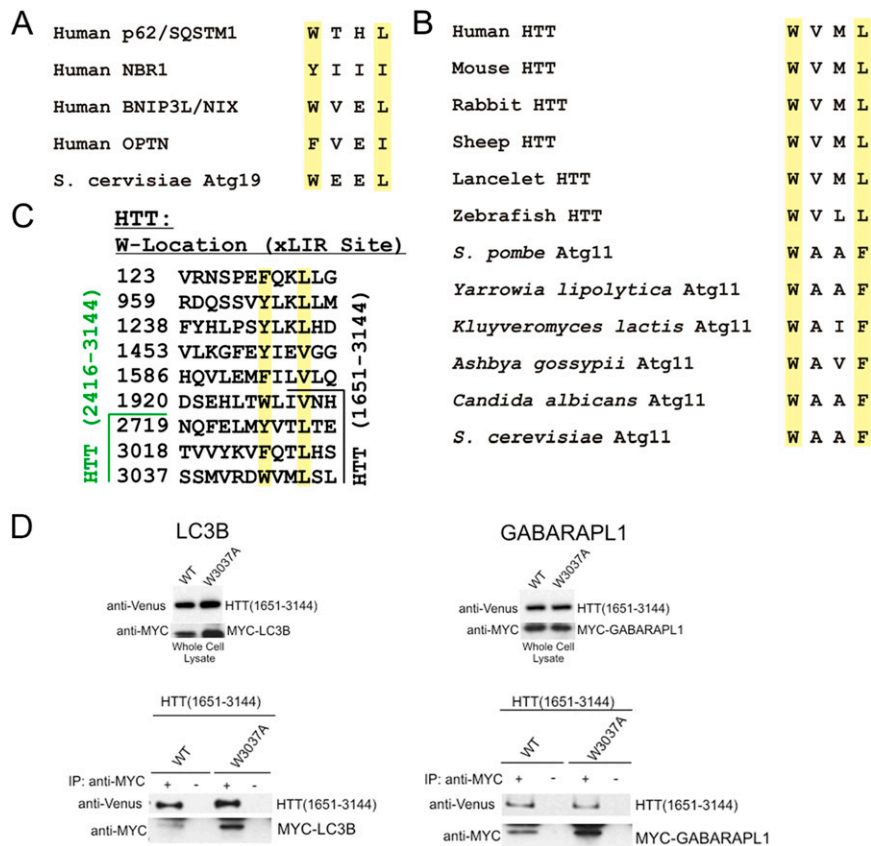 A
Human p62/SQSTM1 W T H L
Human NBR1 Y I I I
Human BNIP3L/NIX W V E L
Human OPTN F V E I
S. cervisiae Atg19 W E E L
B
Human HTT W V M L
Mouse HTT W V M L
Rabbit HTT W V M L
Sheep HTT W V M L
Lancelet HTT W V M L
Zebrafish HTT W V L L
S. pombe Atg11 W A A F
Yarrowia lipolytica Atg11 W A A F
Kluyveromyces lactis Atg11 W A I F
Ashbya gossypii Atg11 W A V F
Candida albicans Atg11 W A A F
S. cerevisiae Atg11 W A A F
C
HTT:
W-Location (xLIR Site)
123 VRNSPEFQKLLG
959 RDQSSVYLKLLM
1238 FYHLPSYLKLHD
1453 VLKGFEYIEVGG
1586 HQVLEMFILVLQ
1920 DSEHLTWLIVNH
2719 NQFELMYVTLTE
3018 TVVYKVFQTLHS
3037 SSMVRDWVMLSL
HTT (2416-3144)
HTT (1651-3144)
D
LC3B
WT W3037A
anti-Venus HTT(1651-3144)
anti-MYC MYC-LC3B
Whole Cell
Lysate
HTT(1651-3144)
WT W3037A
IP: anti-MYC + - + -
anti-Venus HTT(1651-3144)
anti-MYC MYC-LC3B
GABARAPL1
WT W3037A
anti-Venus HTT(1651-3144)
anti-MYC MYC-GABARAPL1
Whole Cell
Lysate
HTT(1651-3144)
WT W3037A
IP: anti-MYC + - + -
anti-Venus HTT(1651-3144)
anti-MYC MYC-GABARAPL1